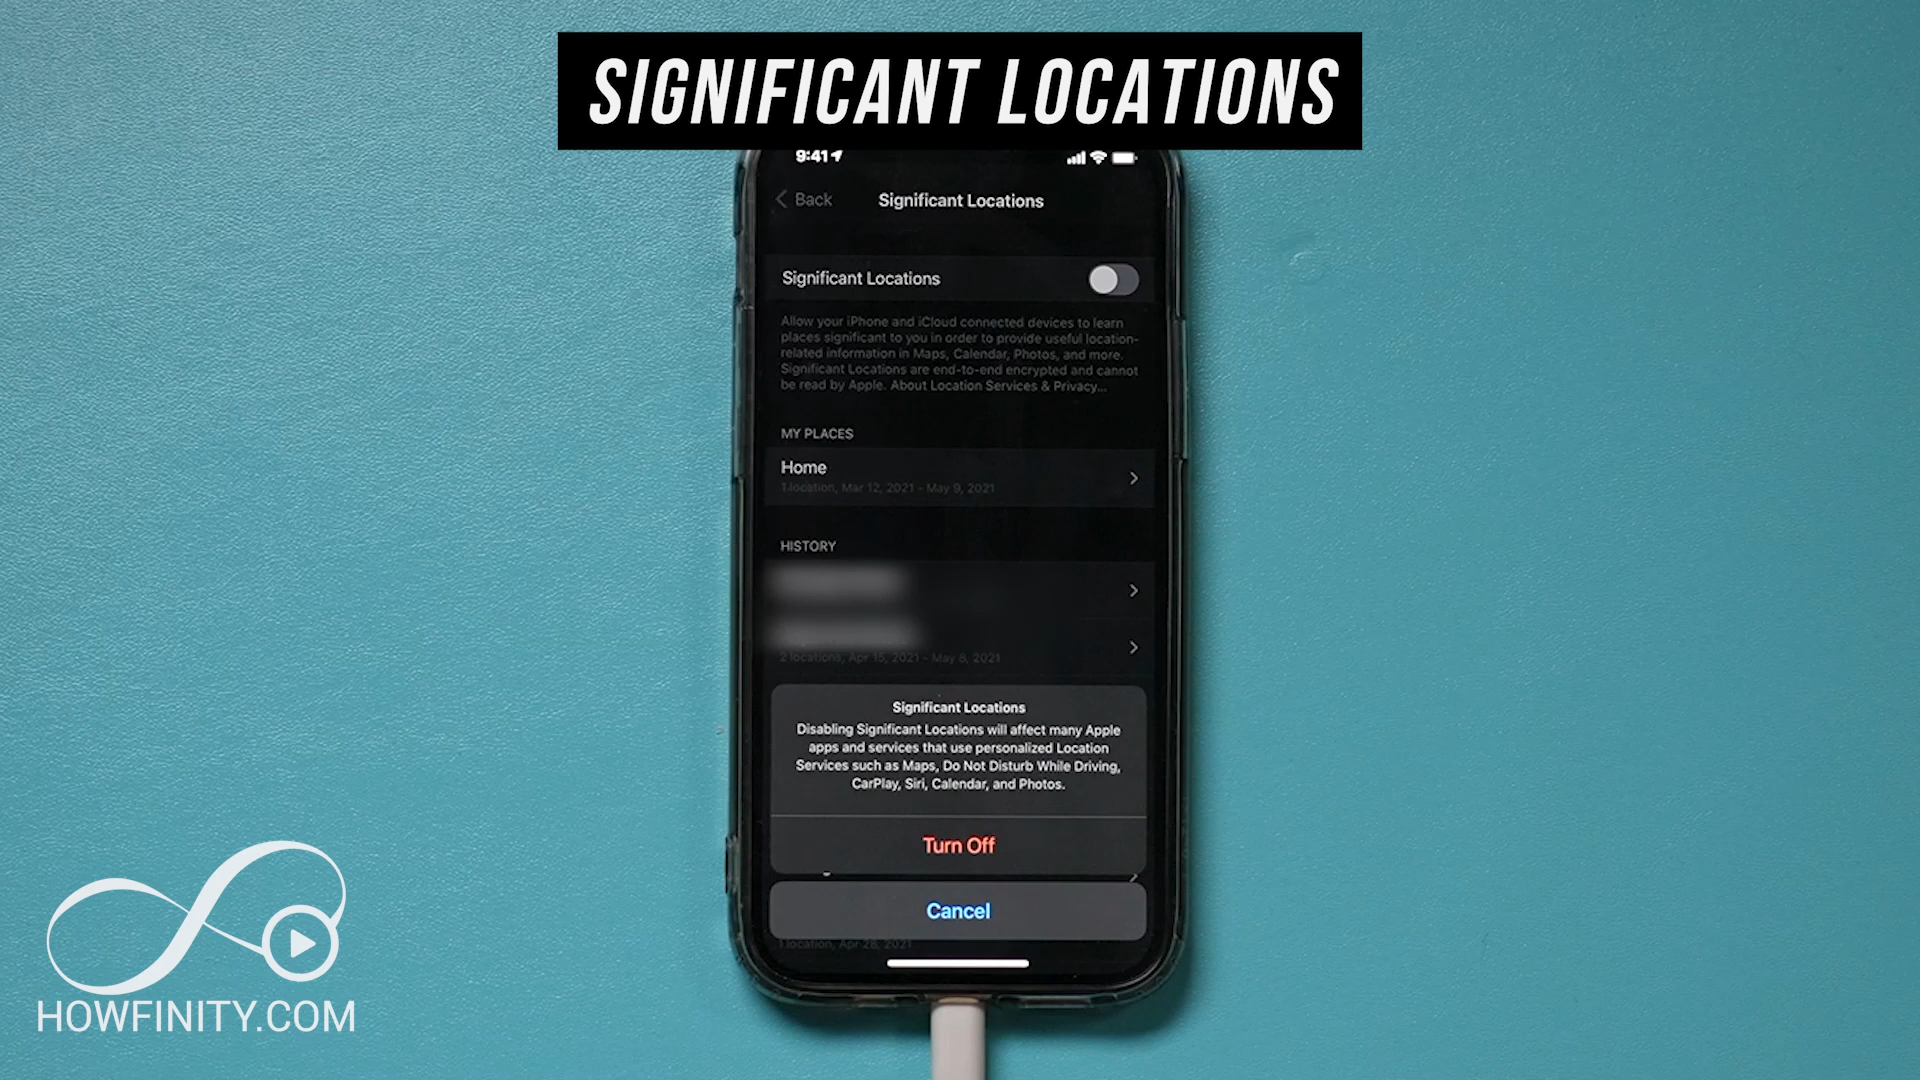 SIGNIFICANT LOCATIONS
9:41
Back
Significant Locations
Significant Locations
Allow your iPhone and iCloud connected devices to learn
places significant to you in order to provide useful location-
related information in Maps, Calendar, Photos, and more.
Significant Locations are end-to-end encrypted and cannot
be read by Apple. About Location Services & Privacy...
MY PLACES
Home
1 location, Mar 12, 2021 - May 9, 2021
HISTORY
2 locations, Apr 15, 2021 - May 8, 2021
Significant Locations
Disabling Significant Locations will affect many Apple
apps and services that use personalized Location
Services such as Maps, Do Not Disturb While Driving,
CarPlay, Siri, Calendar, and Photos.
Turn Off
Cancel
1 location, Apr 28, 2021
HOWFINITY.COM